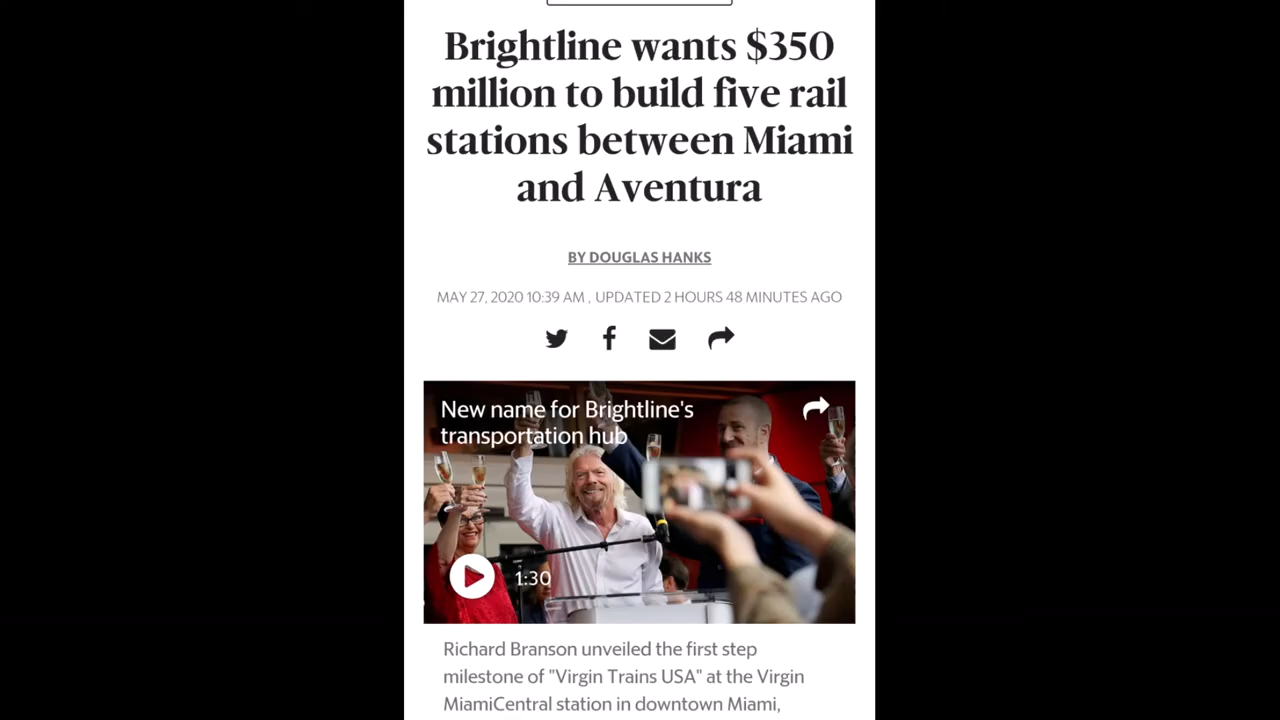 Brightline wants $350
million to build five rail
stations between Miami
and Aventura
BY DOUGLAS HANKS
MAY 27, 2020 10:39 AM , UPDATED 2 HOURS 48 MINUTES AGO
New name for Brightline's
transportation hub
1:30
Richard Branson unveiled the first step
milestone of "Virgin Trains USA" at the Virgin
MiamiCentral station in downtown Miami,